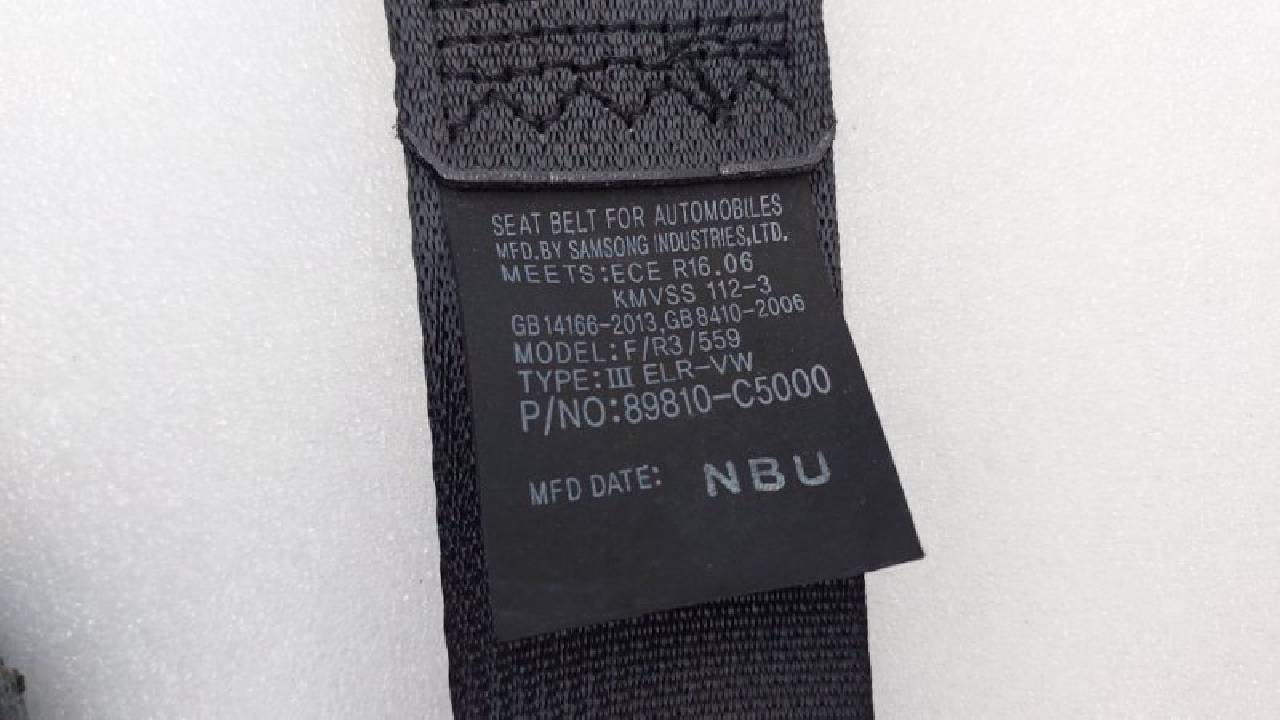 SEAT BELT FOR AUTOMOBILES
MFD.BY SAMSONG INDUSTRIES,LTD.
MEETS:ECE R16.06
KMVSS 112-3
GB14166-2013,GB8410-2006
MODEL:F/R3/559
TYPE:III ELR-VW
P/NO:89810-C5000
MFD DATE: NBU